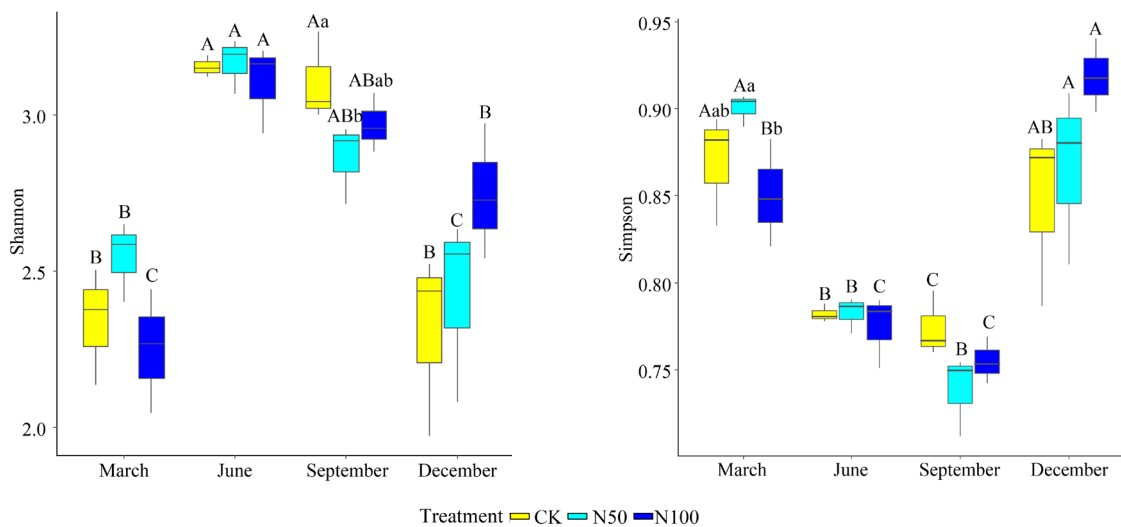 Shannon
3.0
2.5
2.0
B
B
C
A
A
A
Aa
ABb
ABab
B
C
B
March
June
September
December
Simpson
0.95
0.90
0.85
0.80
0.75
Aab
Aa
Bb
B
B
C
B
B
C
AB
A
A
March
June
September
December
Treatment CK N50 N100